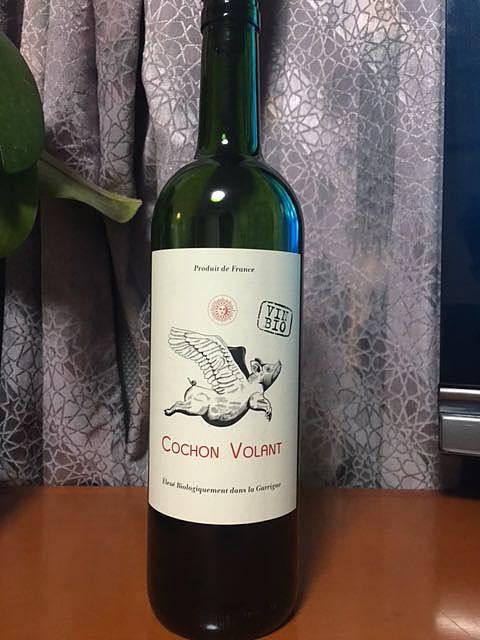 Produit de France
VIN
BIO
COCHON VOLANT
Élevé Biologiquement dans la Garrigue